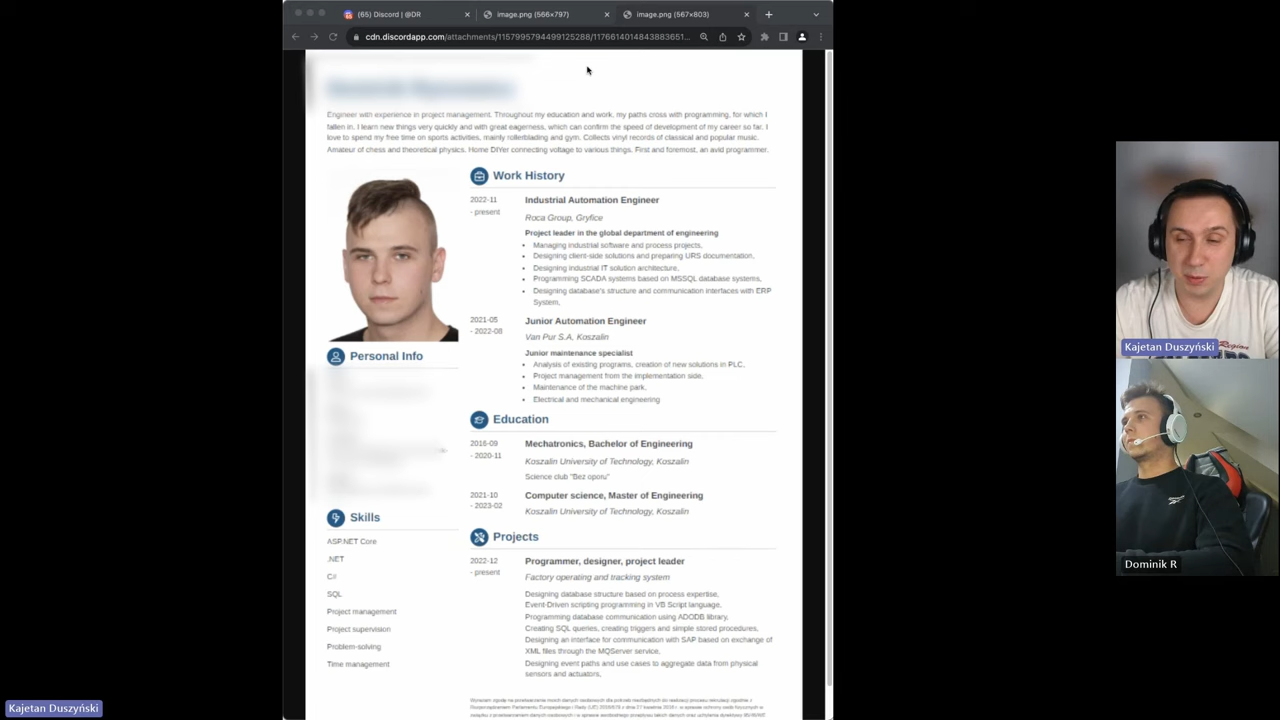 (65) Discord | @DR
image.png (566×797)
image.png (567×803)
cdn.discordapp.com/attachments/1157995794499125288/1176614014843883651...
Engineer with experience in project management. Throughout my education and work, my paths cross with programming, for which I
fallen in. I learn new things very quickly and with great eagerness, which can confirm the speed of development of my career so far. I
love to spend my free time on sports activities, mainly rollerblading and gym. Collects vinyl records of classical and popular music.
Amateur of chess and theoretical physics. Home DIYer connecting voltage to various things. First and foremost, an avid programmer.
Work History
2022-11
- present
Industrial Automation Engineer
Roca Group, Gryfice
Project leader in the global department of engineering
• Managing industrial software and process projects,
• Designing client-side solutions and preparing URS documentation,
• Designing industrial IT solution architecture,
• Programming SCADA systems based on MSSQL database systems,
• Designing database's structure and communication interfaces with ERP
System,
2021-05
- 2022-08
Junior Automation Engineer
Van Pur S.A, Koszalin
Junior maintenance specialist
• Analysis of existing programs, creation of new solutions in PLC,
• Project management from the implementation side,
• Maintenance of the machine park,
• Electrical and mechanical engineering
Education
2016-09
- 2020-11
Mechatronics, Bachelor of Engineering
Koszalin University of Technology, Koszalin
Science club "Bez oporu"
2021-10
- 2023-02
Computer science, Master of Engineering
Koszalin University of Technology, Koszalin
Projects
2022-12
- present
Programmer, designer, project leader
Factory operating and tracking system
Designing database structure based on process expertise,
Event-Driven scripting programming in VB Script language,
Programming database communication using ADODB library,
Creating SQL queries, creating triggers and simple stored procedures,
Designing an interface for communication with SAP based on exchange of
XML files through the MQServer service,
Designing event paths and use cases to aggregate data from physical
sensors and actuators,
Personal Info
Skills
ASP.NET Core
.NET
C#
SQL
Project management
Project supervision
Problem-solving
Time management
Kajetan Duszyński
Dominik R
Kajetan Duszyński